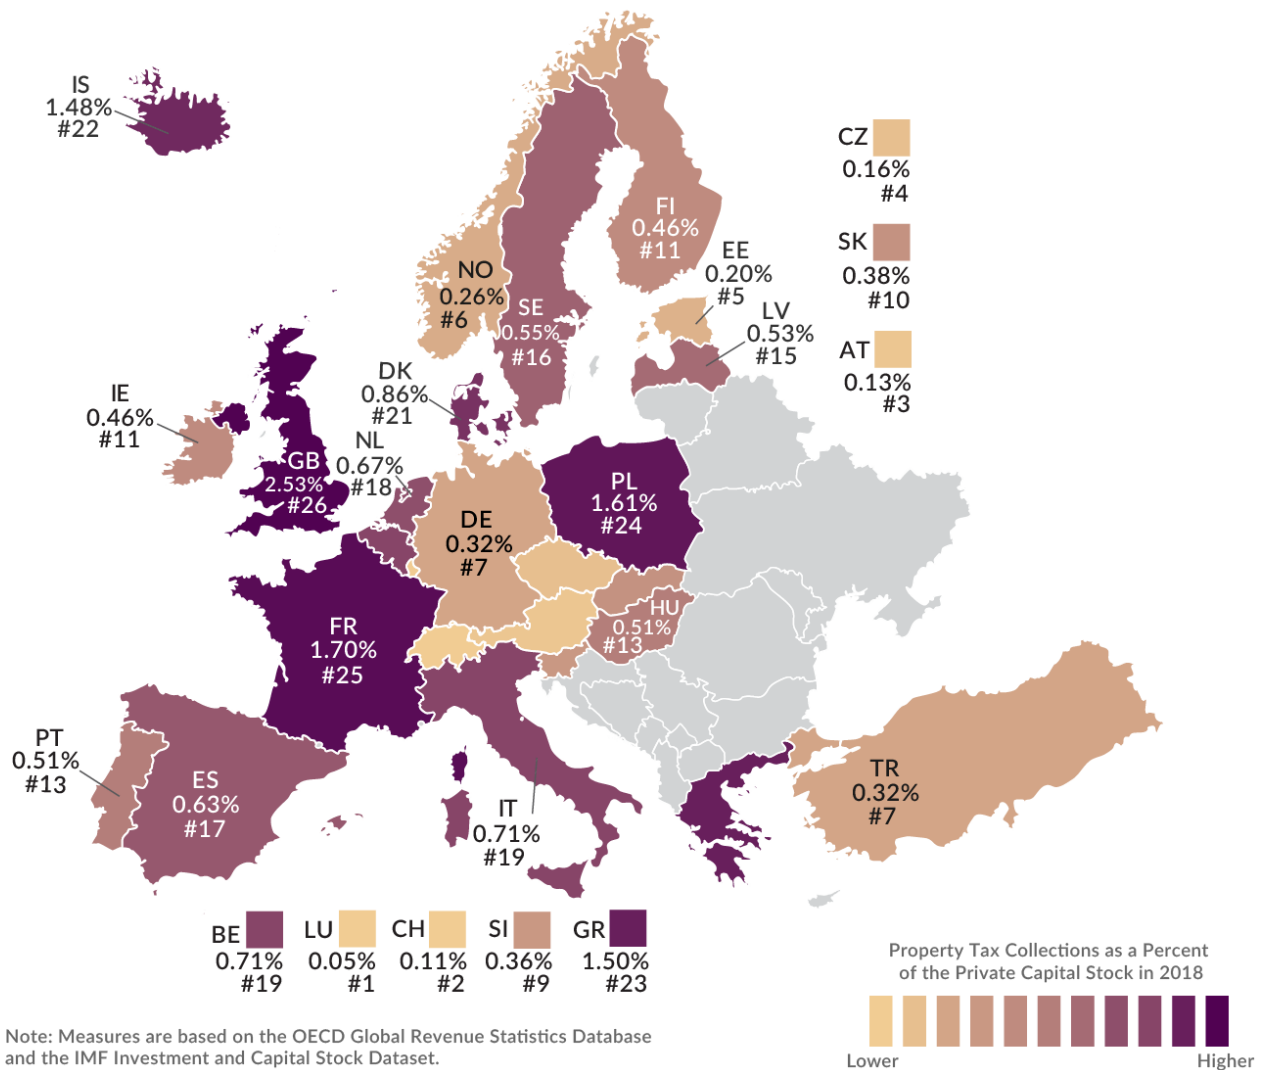 IS
1.48%
#22
CZ
0.16%
#4
FI
0.46%
#11
SK
0.38%
#10
EE
0.20%
#5
NO
0.26%
#6
SE
0.55%
#16
LV
0.53%
#15
AT
0.13%
#3
DK
0.86%
#21
IE
0.46%
#11
NL
0.67%
#18
GB
2.53%
#26
PL
1.61%
#24
DE
0.32%
#7
HU
0.51%
#13
FR
1.70%
#25
PT
0.51%
#13
ES
0.63%
#17
IT
0.71%
#19
TR
0.32%
#7
BE
0.71%
#19
LU
0.05%
#1
CH
0.11%
#2
SI
0.36%
#9
GR
1.50%
#23
Property Tax Collections as a Percent
of the Private Capital Stock in 2018
Lower
Higher
Note: Measures are based on the OECD Global Revenue Statistics Database
and the IMF Investment and Capital Stock Dataset.